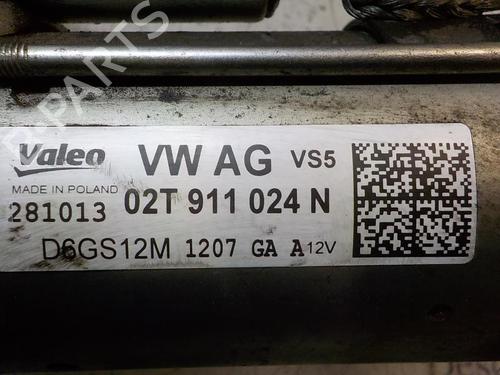 Valeo VW AG VS5
MADE IN POLAND
281013 02T 911 024 N
D6GS12M 1207 GA A 12V